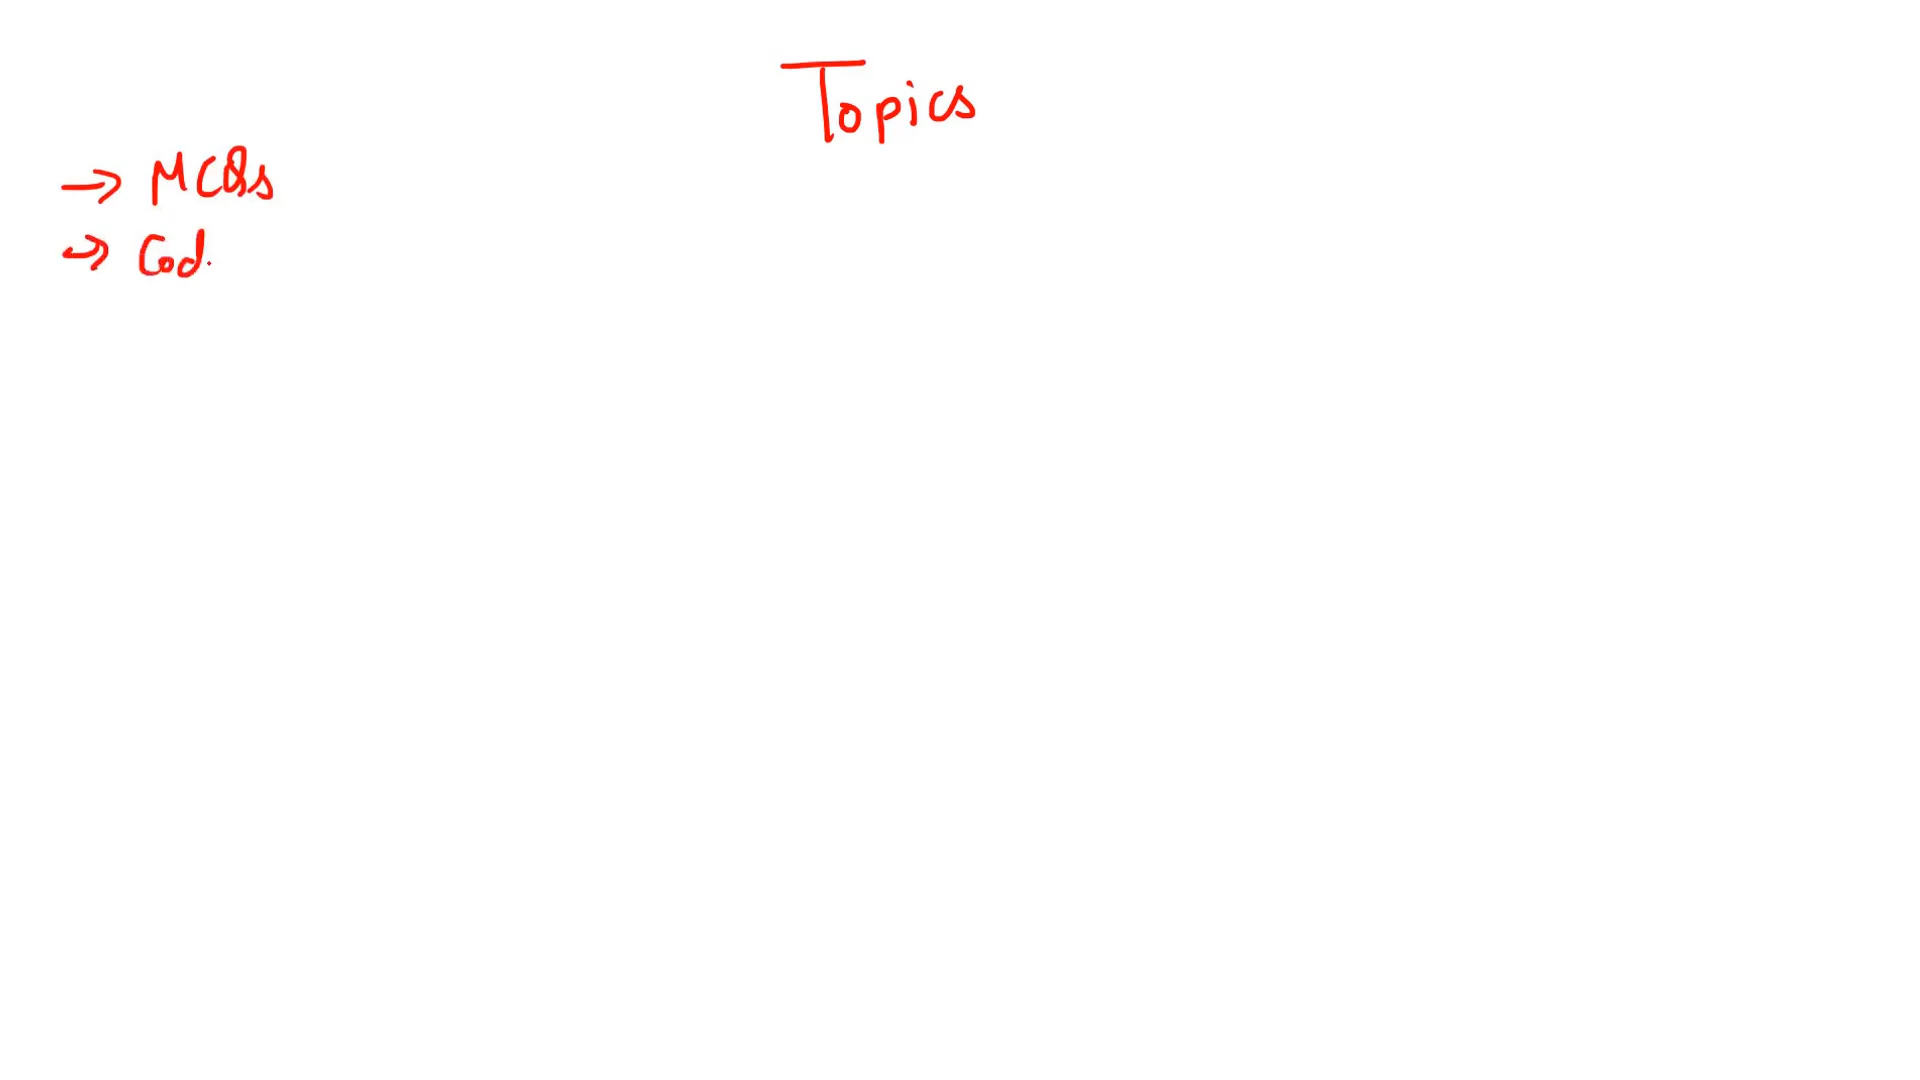 Topics
→ MCQs
→ Cod.